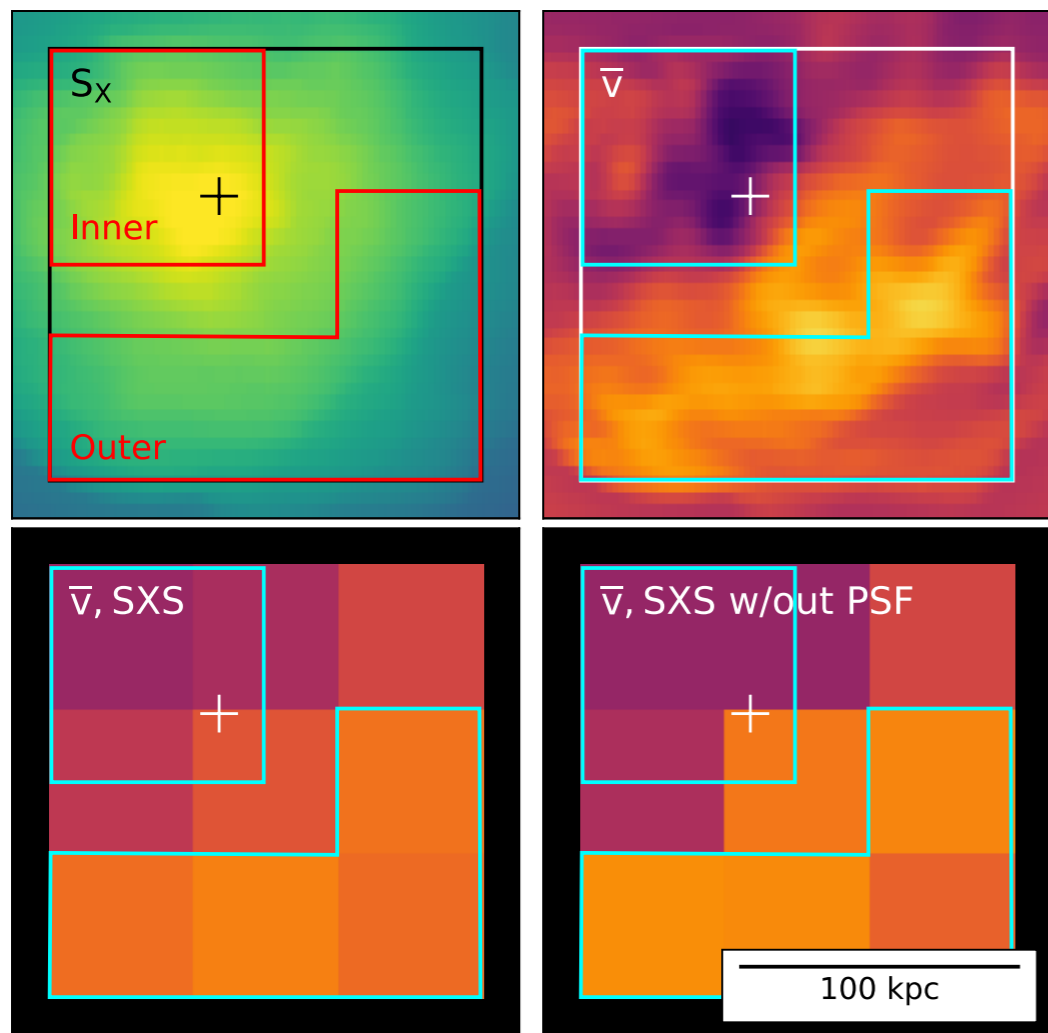 S_X
Inner
Outer
v̅
v̅, SXS
v̅, SXS w/out PSF
100 kpc